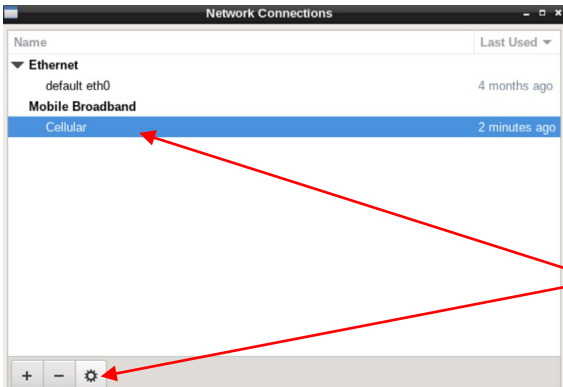 Network Connections
Name Last Used
Ethernet
default eth0 4 months ago
Mobile Broadband
Cellular 2 minutes ago